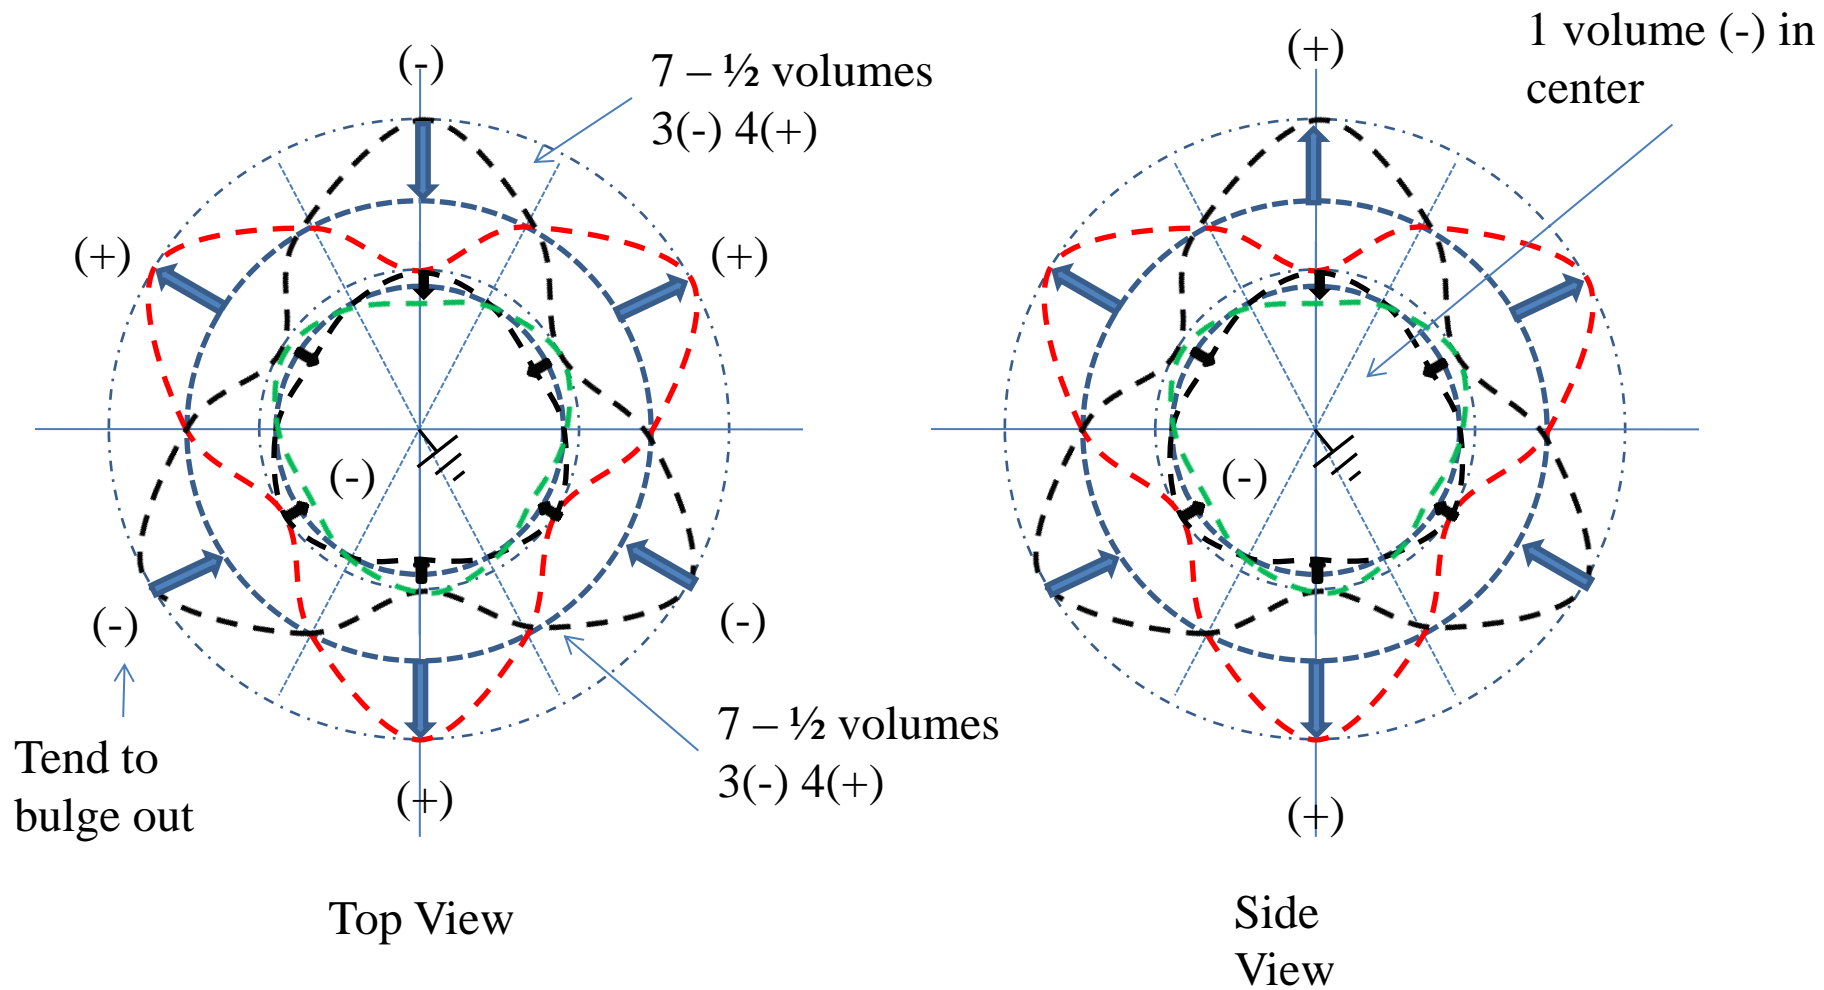 (-)
7 – ½ volumes
3(-) 4(+)
(+)
(+)
(-)
(-)
(-)
Tend to
bulge out
7 – ½ volumes
3(-) 4(+)
(+)
Top View
1 volume (-) in
center
(+)
(-)
(+)
Side
View